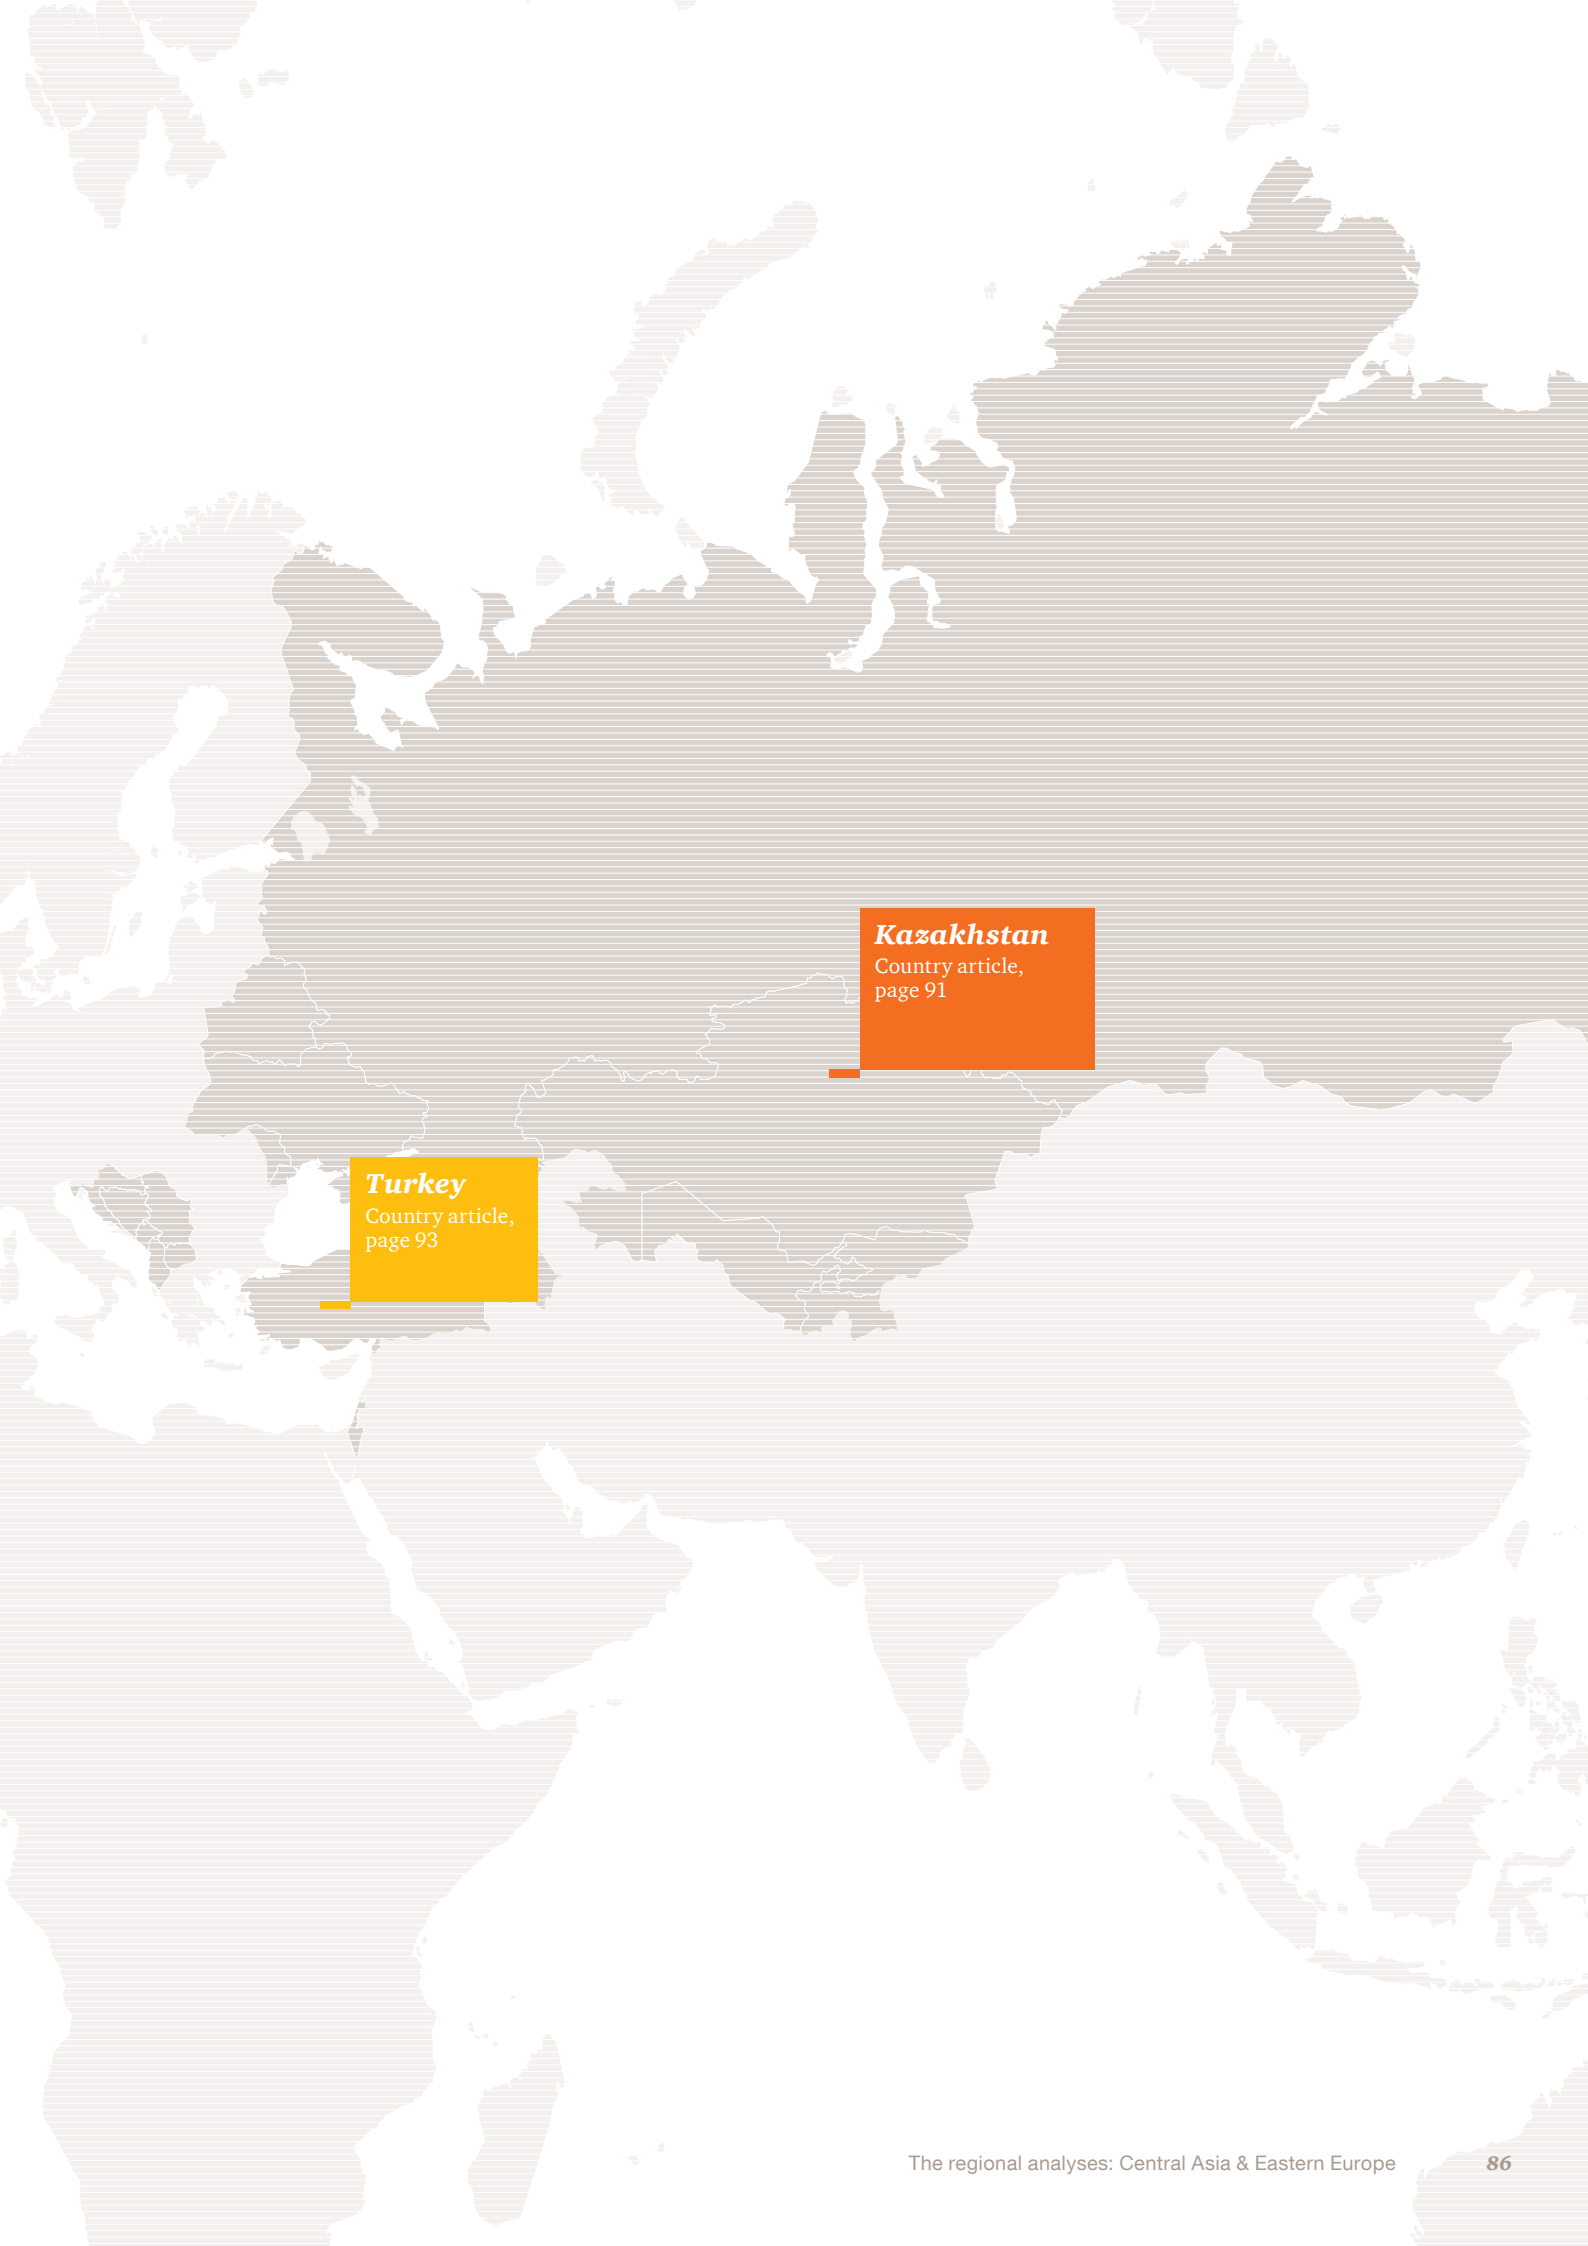 Kazakhstan
Country article,
page 91
Turkey
Country article,
page 93
The regional analyses: Central Asia & Eastern Europe 86